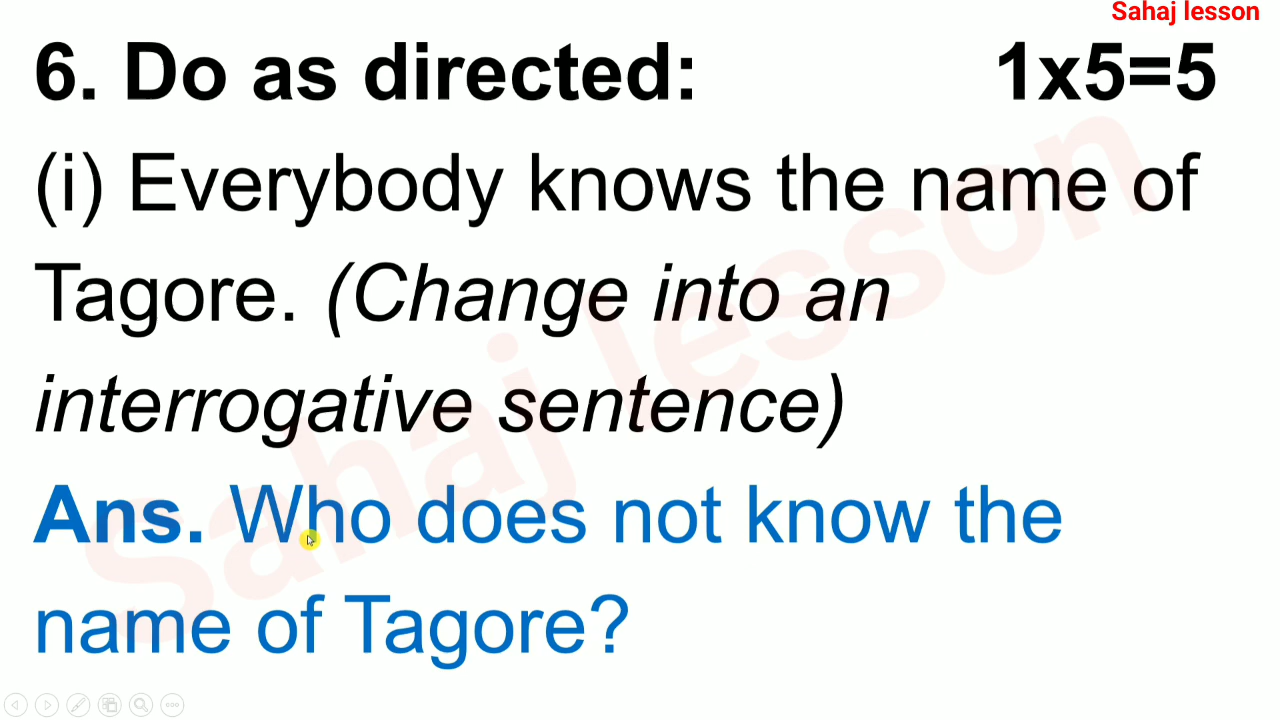 Sahaj lesson
6. Do as directed: 1x5=5
(i) Everybody knows the name of
Tagore. (Change into an
interrogative sentence)
Ans. Who does not know the
name of Tagore?
Sahaj lesson